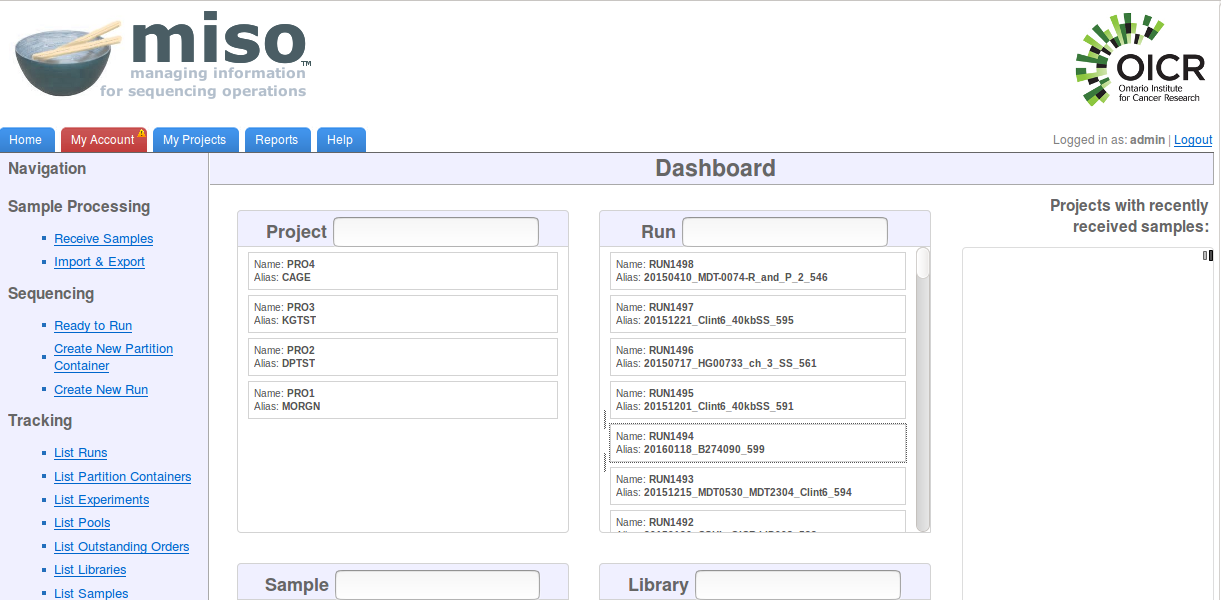 miso™
managing information
for sequencing operations
OICR
Ontario Institute
for Cancer Research
Home
My Account
My Projects
Reports
Help
Logged in as: admin | Logout
Navigation
Sample Processing
Receive Samples
Import & Export
Sequencing
Ready to Run
Create New Partition
Container
Create New Run
Tracking
List Runs
List Partition Containers
List Experiments
List Pools
List Outstanding Orders
List Libraries
List Samples
Dashboard
Project
Name: PRO4
Alias: CAGE
Name: PRO3
Alias: KGTST
Name: PRO2
Alias: DPTST
Name: PRO1
Alias: MORGN
Run
Name: RUN1498
Alias: 20150410_MDT-0074-R_and_P_2_546
Name: RUN1497
Alias: 20151221_Clint6_40kbSS_595
Name: RUN1496
Alias: 20150717_HG00733_ch_3_SS_561
Name: RUN1495
Alias: 20151201_Clint6_40kbSS_591
Name: RUN1494
Alias: 20160118_B274090_599
Name: RUN1493
Alias: 20151215_MDT0530_MDT2304_Clint6_594
Name: RUN1492
Projects with recently
received samples:
Sample
Library